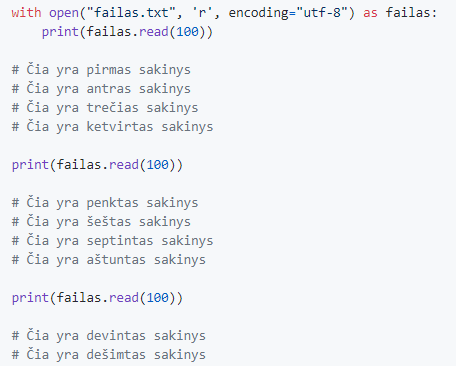 with open("failas.txt", 'r', encoding="utf-8") as failas:
    print(failas.read(100))

# Čia yra pirmas sakinys
# Čia yra antras sakinys
# Čia yra trečias sakinys
# Čia yra ketvirtas sakinys

print(failas.read(100))

# Čia yra penktas sakinys
# Čia yra šeštas sakinys
# Čia yra septintas sakinys
# Čia yra aštuntas sakinys

print(failas.read(100))

# Čia yra devintas sakinys
# Čia yra dešimtas sakinys